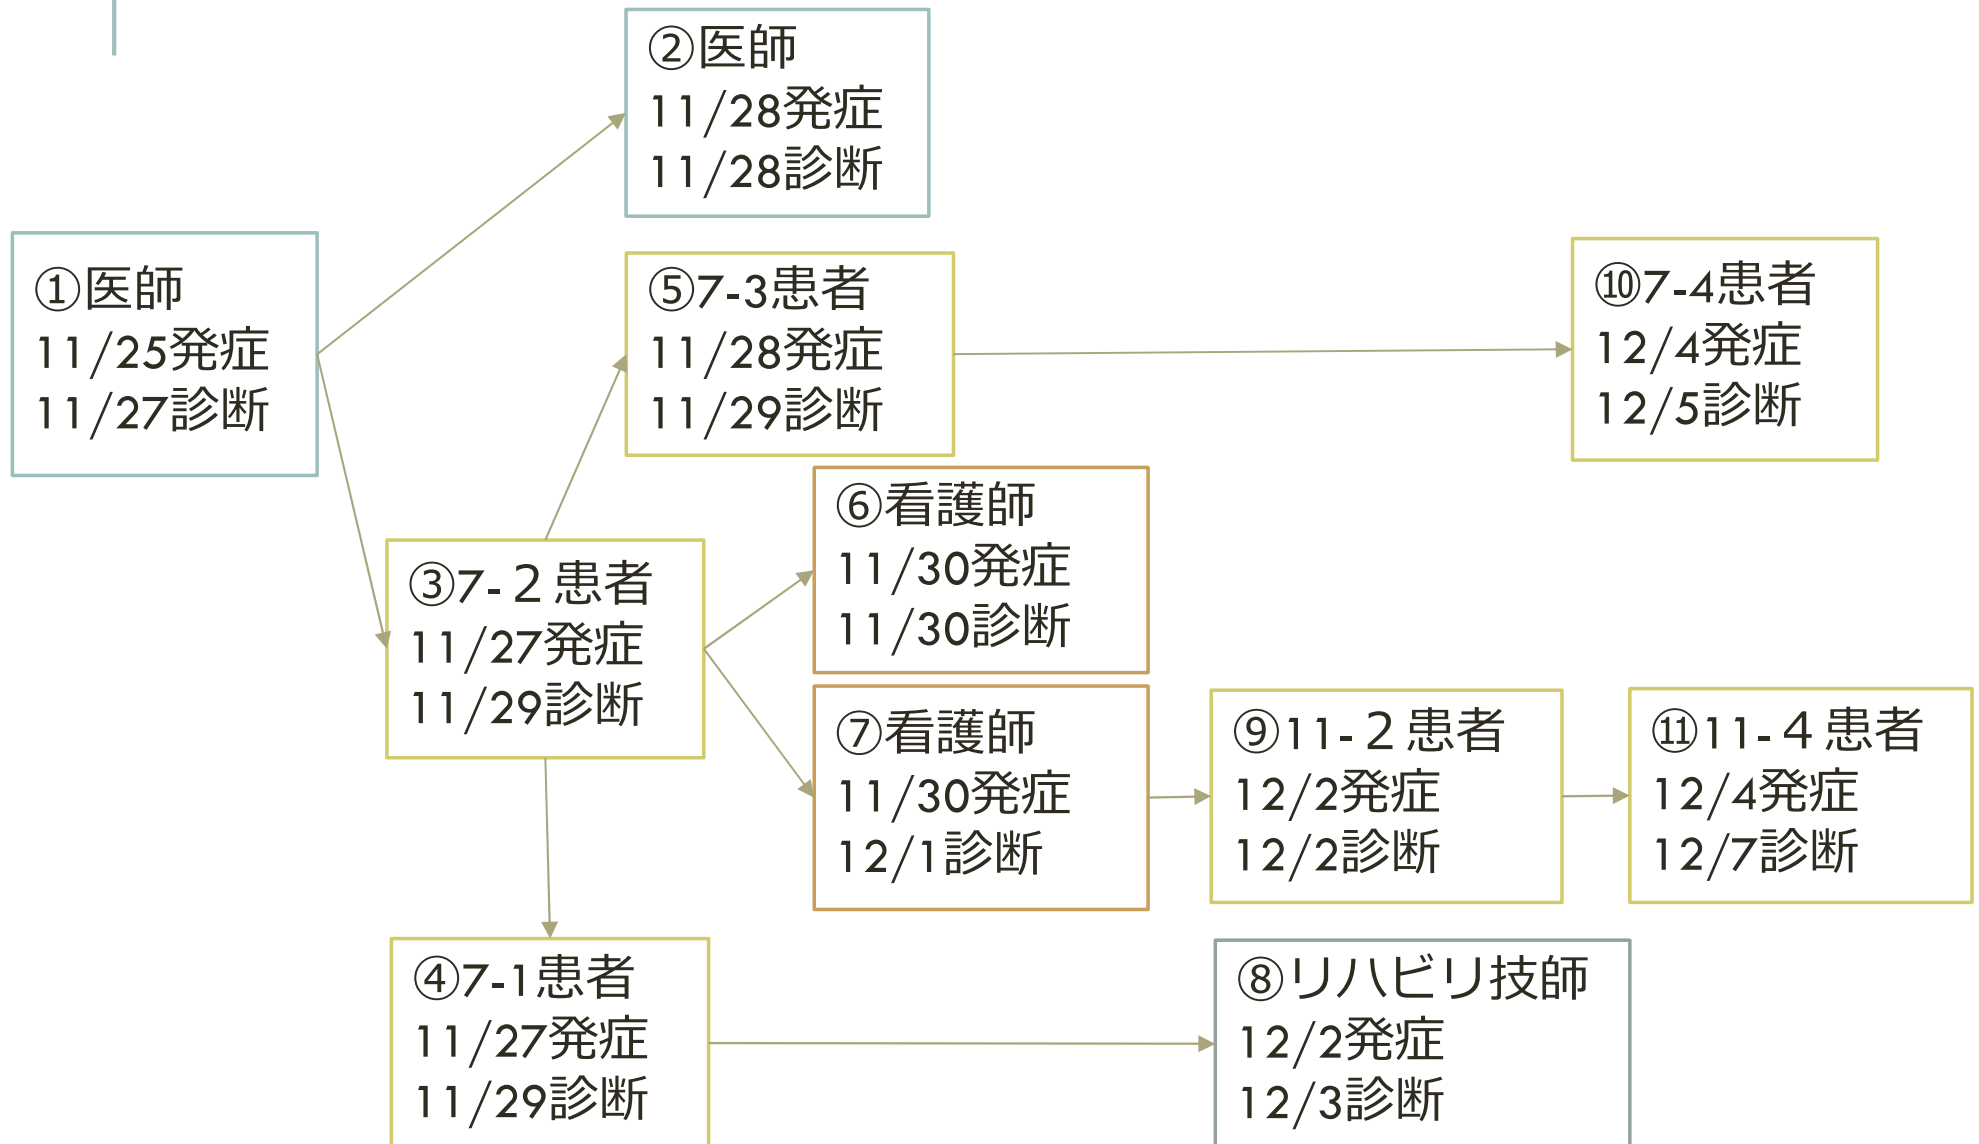 ②医師
11/28発症
11/28診断
①医師
11/25発症
11/27診断
⑤7-3患者
11/28発症
11/29診断
⑩7-4患者
12/4発症
12/5診断
⑥看護師
11/30発症
11/30診断
③7-２患者
11/27発症
11/29診断
⑦看護師
11/30発症
12/1診断
⑨11-２患者
12/2発症
12/2診断
⑪11-４患者
12/4発症
12/7診断
④7-1患者
11/27発症
11/29診断
⑧リハビリ技師
12/2発症
12/3診断